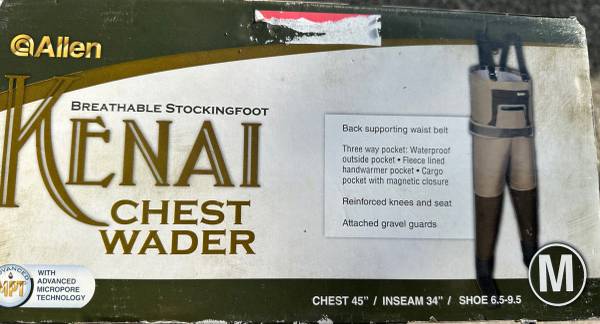 Allen
BREATHABLE STOCKINGFOOT
KENAI
CHEST
WADER
Back supporting waist belt
Three way pocket: Waterproof
outside pocket • Fleece lined
handwarmer pocket • Cargo
pocket with magnetic closure
Reinforced knees and seat
Attached gravel guards
ADVANCED
MPT
WITH
ADVANCED
MICROPORE
TECHNOLOGY
CHEST 45" / INSEAM 34" / SHOE 6.5-9.5
M